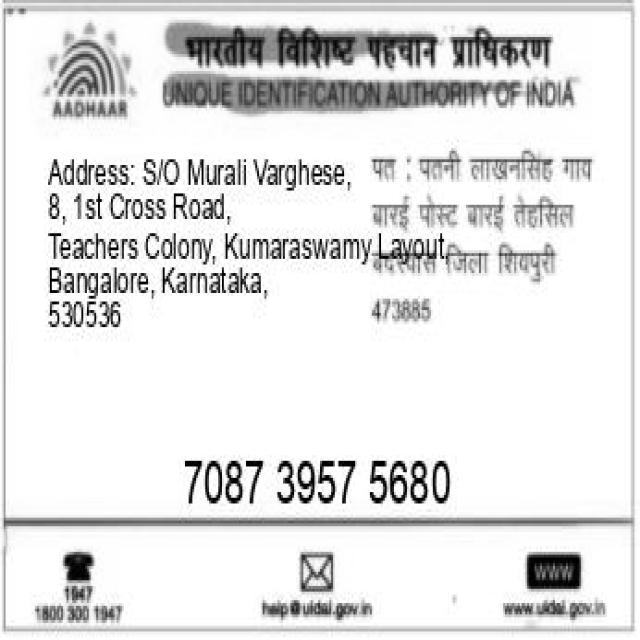 भारतीय विशिष्ट पहचान प्राधिकरण
AADHAAR
UNIQUE IDENTIFICATION AUTHORITY OF INDIA
Address: S/O Murali Varghese,
8, 1st Cross Road,
Teachers Colony, Kumaraswamy Layout,
Bangalore, Karnataka,
530536
पत : पतनी लाखनसिंह गाय
बारई पोस्ट बारई तेहसिल
बदरवास जिला शिवपुरी
473885
7087 3957 5680
1947
1800 300 1947
help@uidai.gov.in
WWW
www.uidai.gov.in